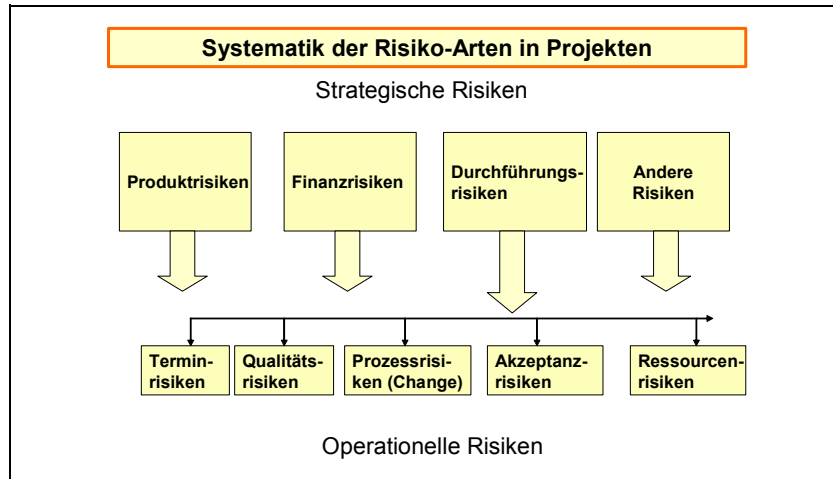 Systematik der Risiko-Arten in Projekten
Strategische Risiken
Produktrisiken
Finanzrisiken
Durchführungs-
risiken
Andere
Risiken
Termin-
risiken
Qualitäts-
risiken
Prozessrisi-
ken (Change)
Akzeptanz-
risiken
Ressourcen-
risiken
Operationelle Risiken